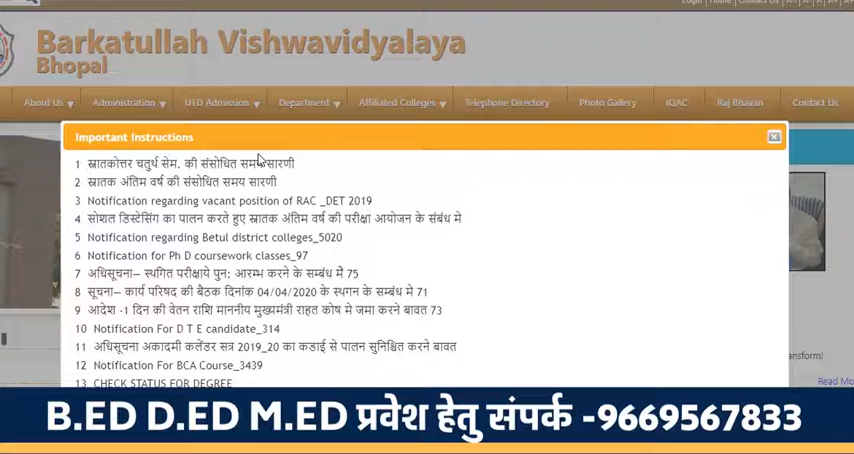 Login | Home | Contact Us | A-- A- A A+ A++
Barkatullah Vishwavidyalaya
Bhopal
About Us Administration UTD Admission Department Affiliated Colleges Telephone Directory Photo Gallery IQAC Raj Bhavan Contact Us
Important Instructions
1 स्नातकोत्तर चतुर्थ सेम. की संसोधित समय सारणी
2 स्नातक अंतिम वर्ष की संसोधित समय सारणी
3 Notification regarding vacant position of RAC _DET 2019
4 सोशल डिस्टेसिंग का पालन करते हुए स्नातक अंतिम वर्ष की परीक्षा आयोजन के संबंध मे
5 Notification regarding Betul district colleges_5020
6 Notification for Ph D coursework classes_97
7 अधिसूचना– स्थगित परीक्षाये पुन: आरम्भ करने के सम्बंध मेें 75
8 सूचना– कार्य परिषद की बैठक दिनांक 04/04/2020 के स्थगन के सम्बंध मे 71
9 आदेश -1 दिन की वेतन राशि माननीय मुख्यमंत्री राहत कोष मे जमा करने बावत 73
10 Notification For D T E candidate_314
11 अधिसूचना अकादमी कलेंडर सत्र 2019_20 का कडाई से पालन सुनिश्चित करने बावत
12 Notification For BCA Course_3439
ansform!
13 CHECK STATUS FOR DEGREE
Read Mo
B.ED D.ED M.ED प्रवेश हेतु संपर्क -9669567833